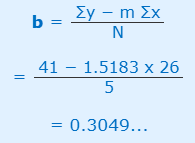 b = Σy − m Σx / N
= 41 − 1.5183 x 26 / 5
= 0.3049...